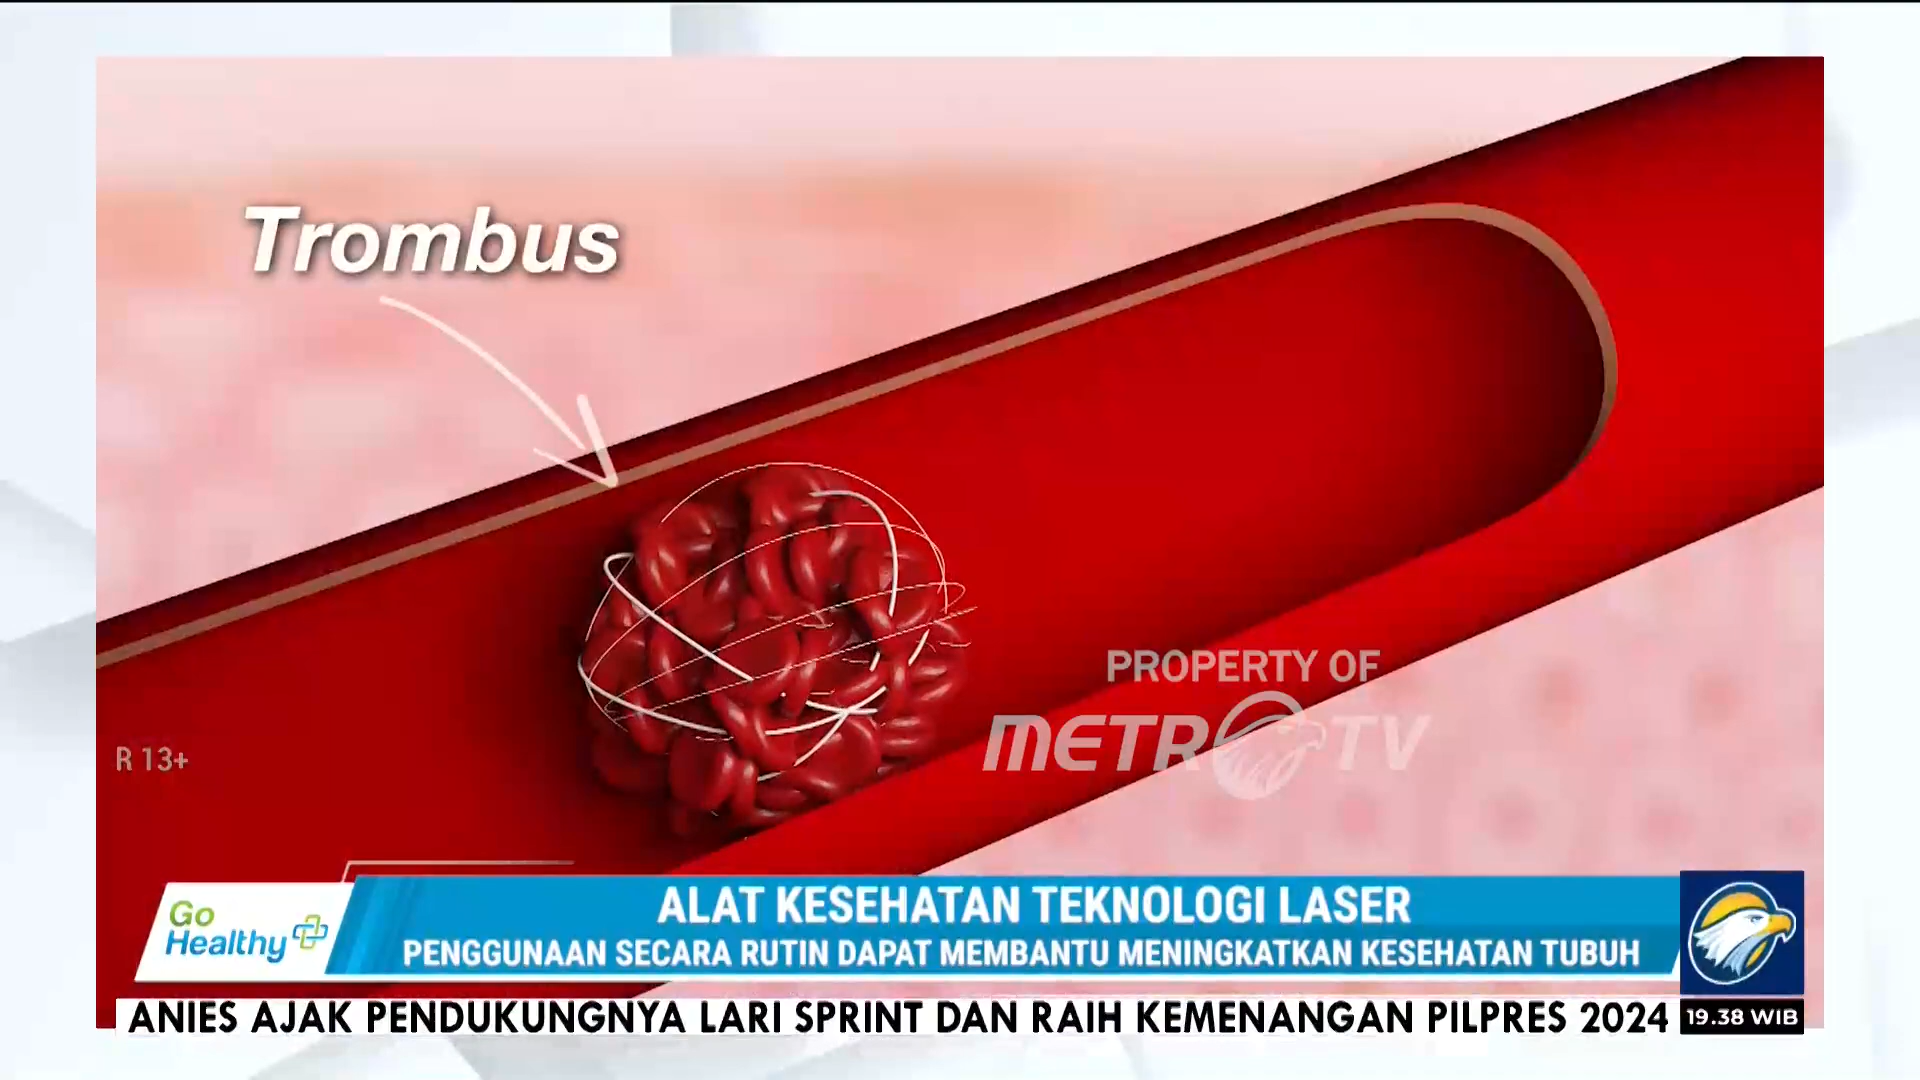 Trombus
PROPERTY OF
METRO TV
R 13+
Go
Healthy
ALAT KESEHATAN TEKNOLOGI LASER
PENGGUNAAN SECARA RUTIN DAPAT MEMBANTU MENINGKATKAN KESEHATAN TUBUH
ANIES AJAK PENDUKUNGNYA LARI SPRINT DAN RAIH KEMENANGAN PILPRES 2024
19.38 WIB